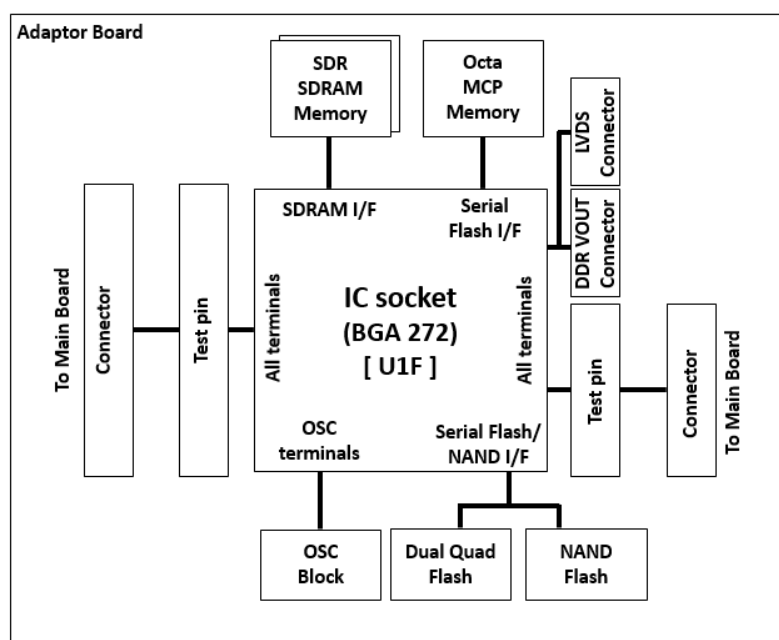 Adaptor Board
SDR
SDRAM
Memory
Octa
MCP
Memory
LVDS
Connector
DDR VOUT
Connector
SDRAM I/F
Serial
Flash I/F
To Main Board
Connector
Test pin
All terminals
IC socket
(BGA 272)
[ U1F ]
All terminals
Test pin
Connector
To Main Board
OSC
terminals
Serial Flash/
NAND I/F
OSC
Block
Dual Quad
Flash
NAND
Flash